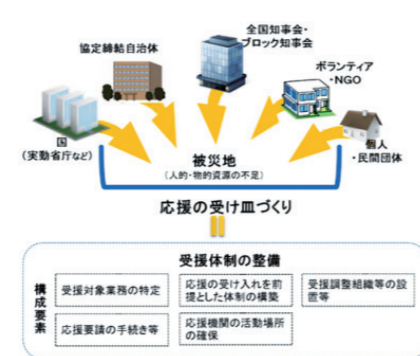 全国知事会・
ブロック知事会
協定締結自治体
ボランティア
・NGO
国
(実動省庁など)
個人
・民間団体
被災地
(人的・物的資源の不足)
応援の受け皿づくり
受援体制の整備
構成要素
受援対象業務の特定
応援の受け入れを前
提とした体制の構築
受援調整組織等の設
置等
応援要請の手続き等
応援機関の活動場所
の確保